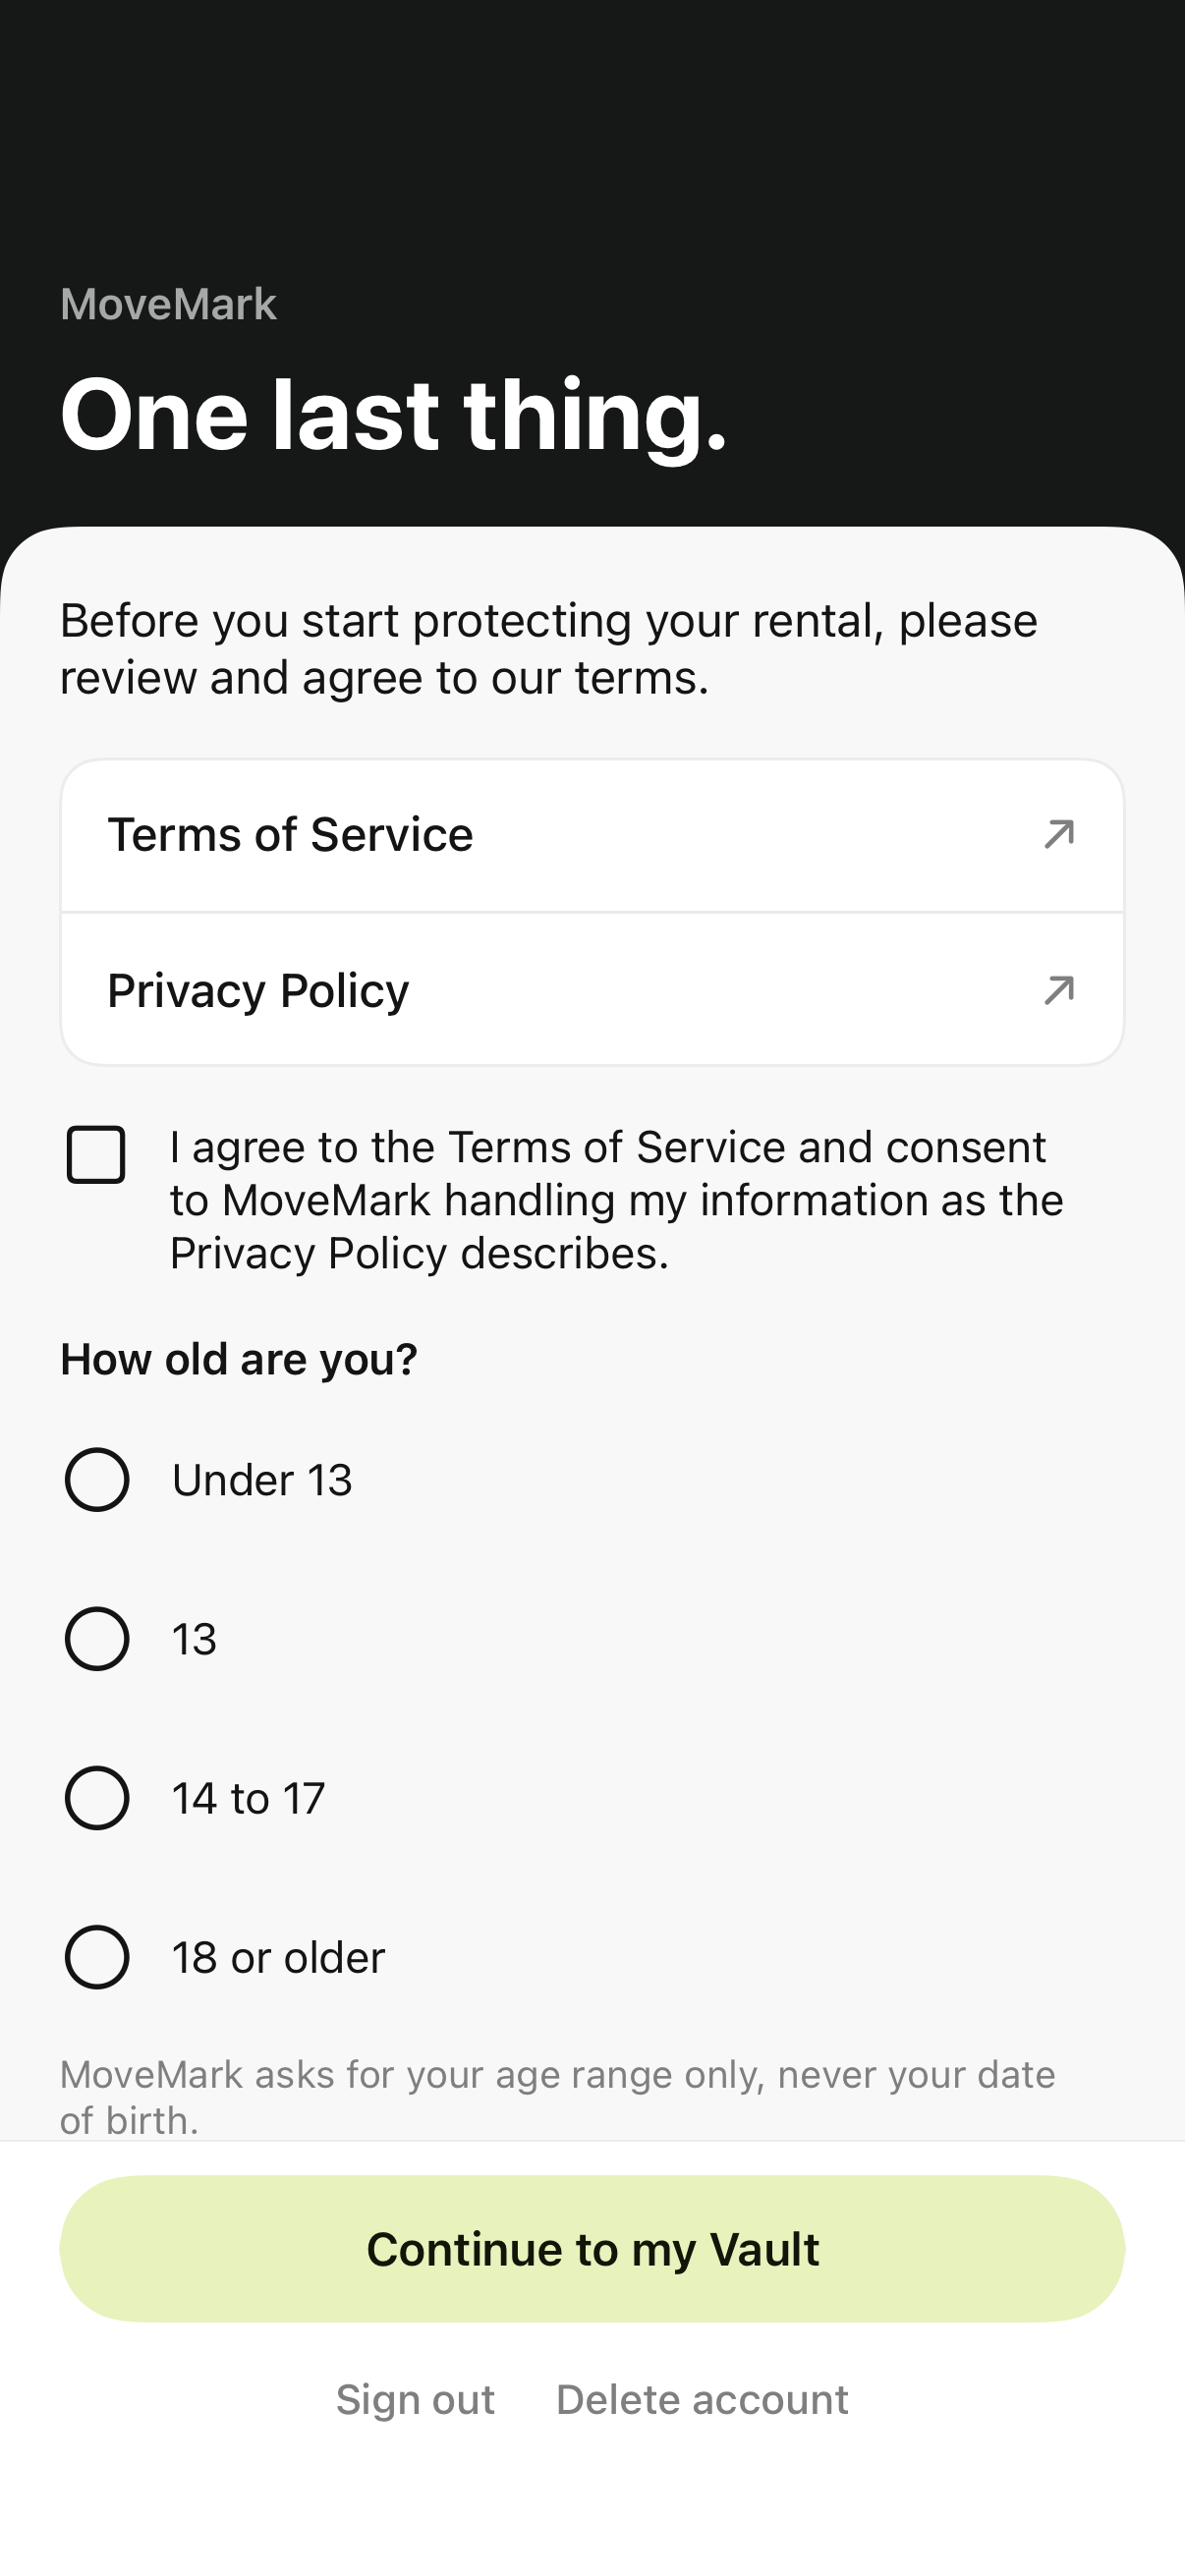 MoveMark
One last thing.
Before you start protecting your rental, please
review and agree to our terms.
Terms of Service
Privacy Policy
I agree to the Terms of Service and consent
to MoveMark handling my information as the
Privacy Policy describes.
How old are you?
Under 13
13
14 to 17
18 or older
MoveMark asks for your age range only, never your date
of birth.
Continue to my Vault
Sign out Delete account